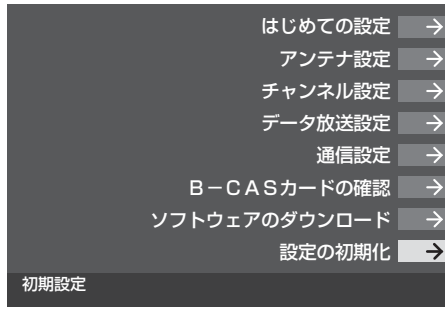 はじめての設定
アンテナ設定
チャンネル設定
データ放送設定
通信設定
B－CASカードの確認
ソフトウェアのダウンロード
設定の初期化
初期設定